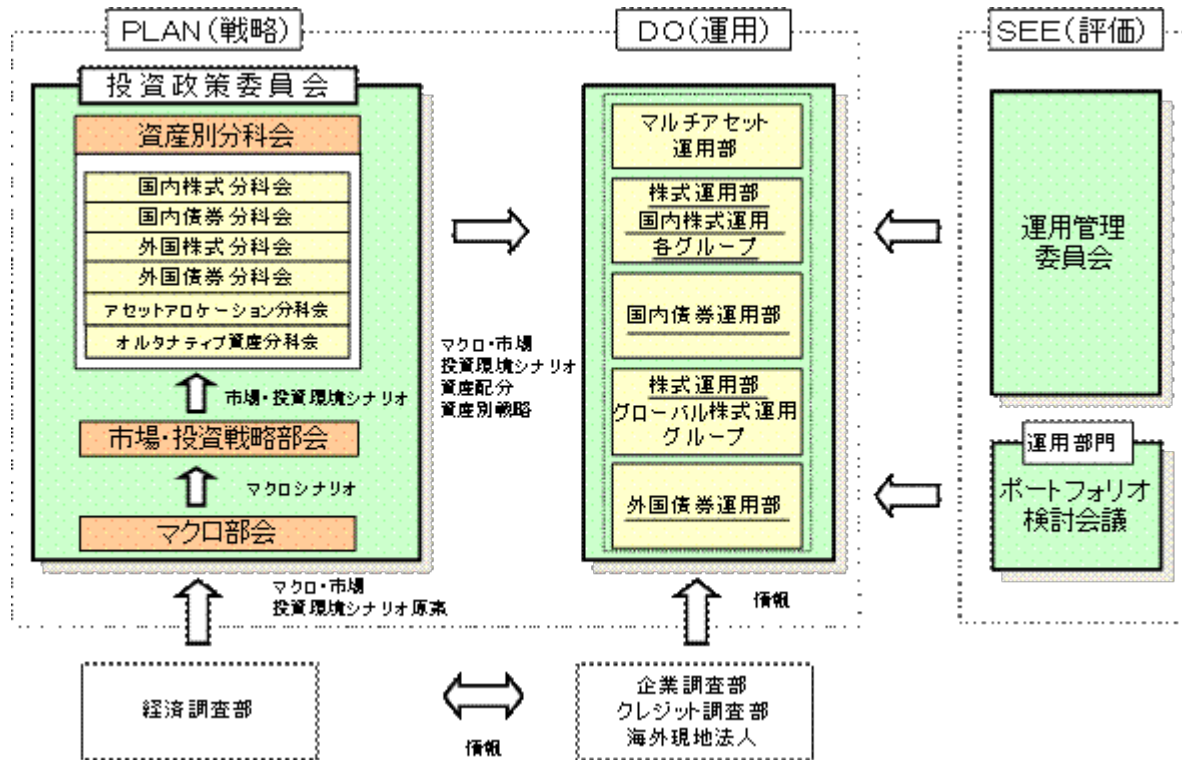 PLAN(戦略)
投資政策委員会
資産別分科会
国内株式分科会
国内債券分科会
外国株式分科会
外国債券分科会
アセットアロケーション分科会
オルタナティブ資産分科会
市場・投資環境シナリオ
市場・投資戦略部会
マクロシナリオ
マクロ部会
マクロ・市場
投資環境シナリオ原案
経済調査部
マクロ・市場
投資環境シナリオ
資産配分
資産別戦略
情報
DO(運用)
マルチアセット
運用部
株式運用部
国内株式運用
各グループ
国内債券運用部
株式運用部
グローバル株式運用
グループ
外国債券運用部
情報
企業調査部
クレジット調査部
海外現地法人
SEE(評価)
運用管理
委員会
運用部門
ポートフォリオ
検討会議